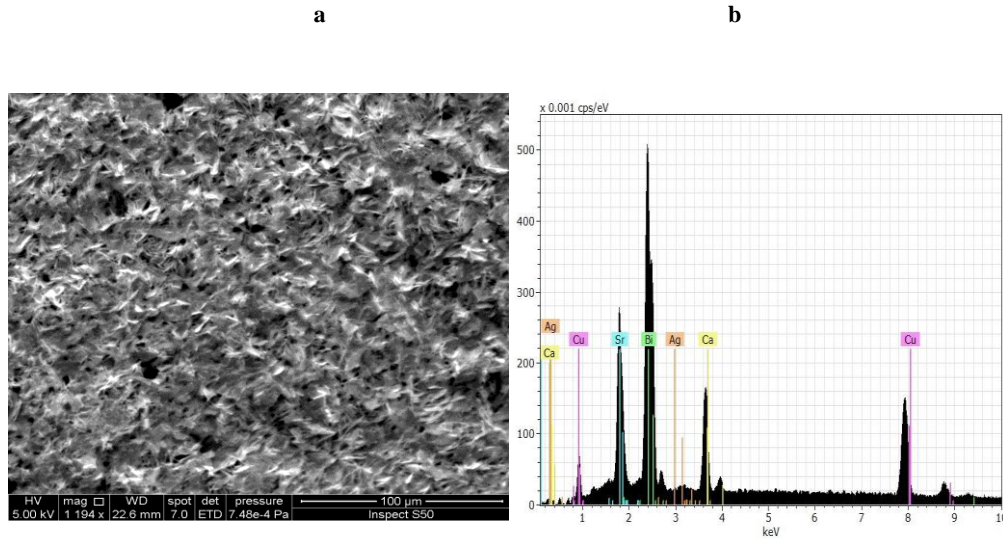 a
b
x 0.001 cps/eV
500
400
300
200
100
0
Ag
Ca
Cu
Sr
Bi
Ag
Ca
Cu
1 2 3 4 5 6 7 8 9 10
keV
HV mag WD spot det pressure 100 µm
5.00 kV 1 194 x 22.6 mm 7.0 ETD 7.48e-4 Pa Inspect S50